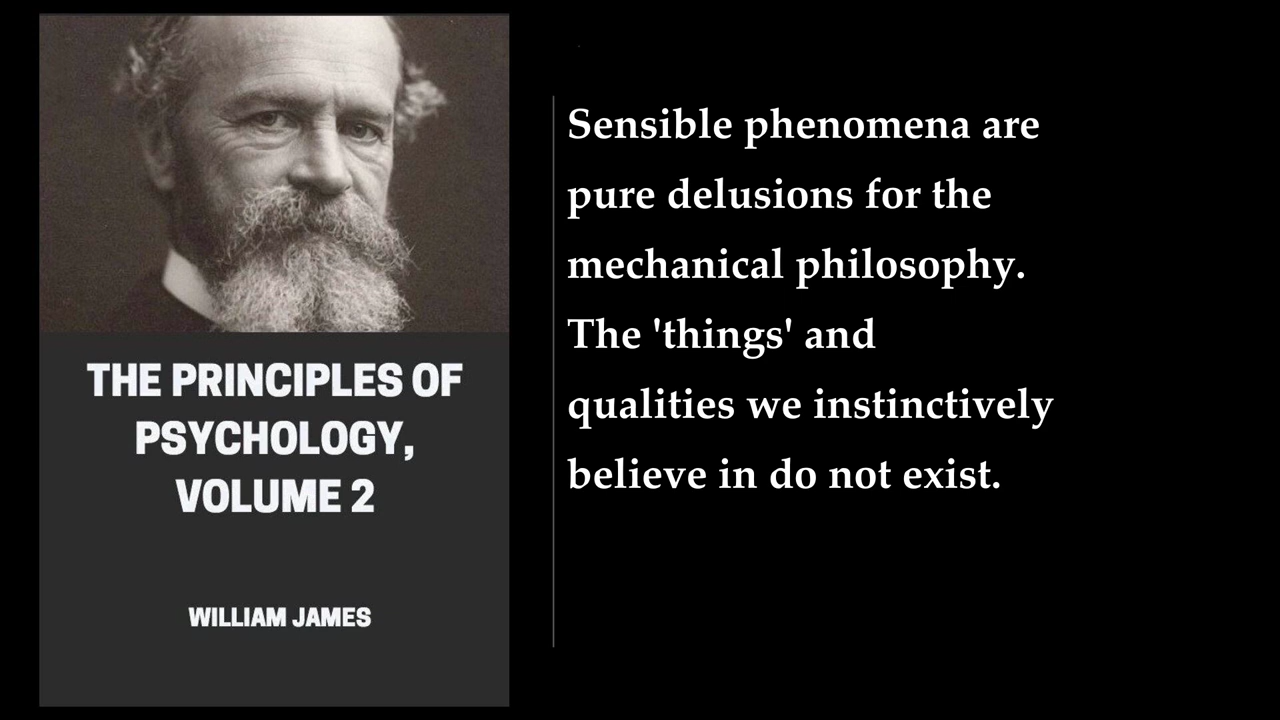 THE PRINCIPLES OF
PSYCHOLOGY,
VOLUME 2
WILLIAM JAMES
Sensible phenomena are
pure delusions for the
mechanical philosophy.
The 'things' and
qualities we instinctively
believe in do not exist.